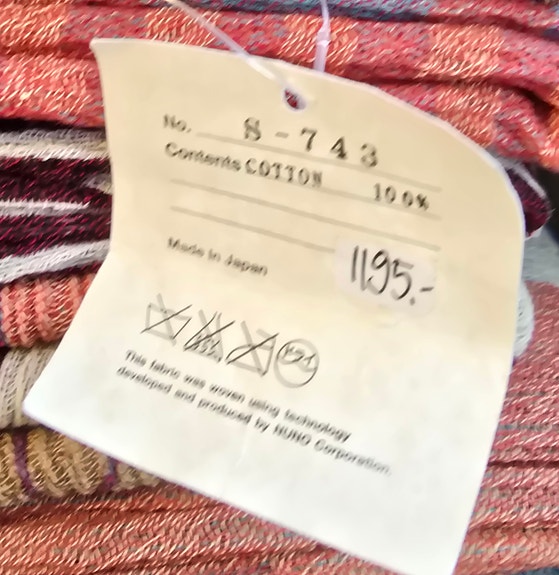 No. S-743
Contents COTTON 100%
Made in Japan
1195.-
This fabric was woven using technology
developed and produced by NUNO Corporation.